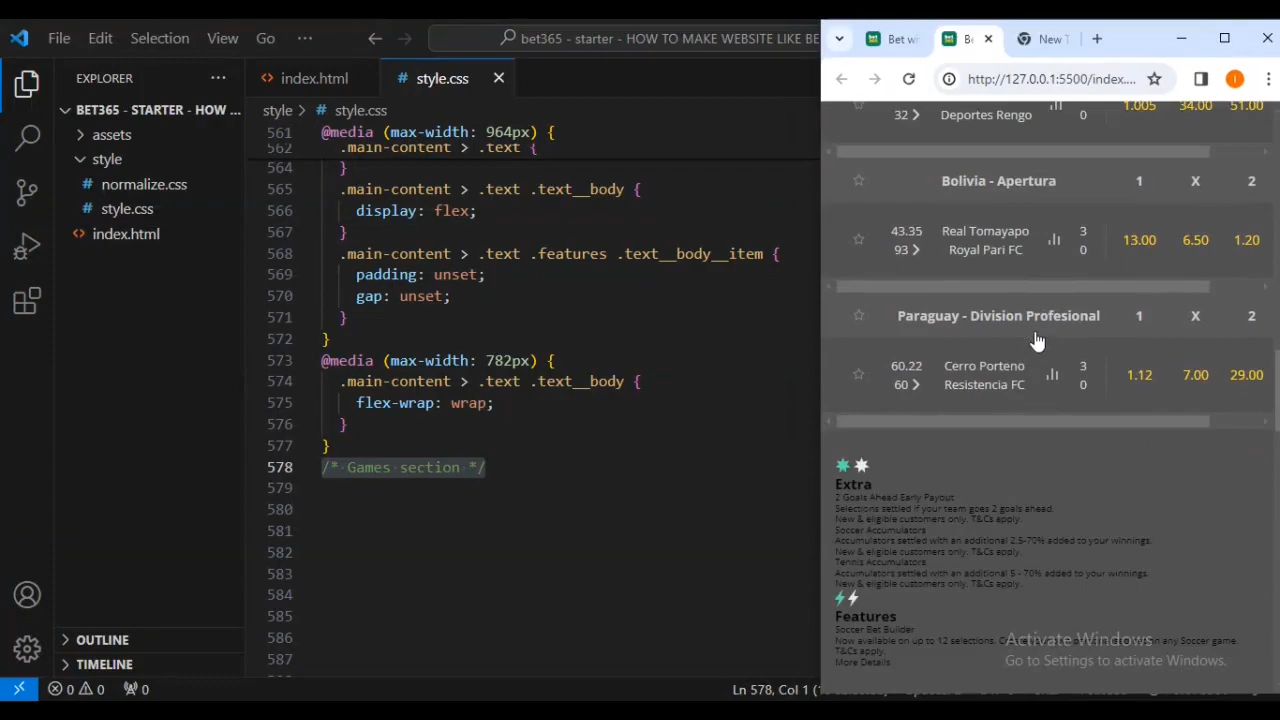 File Edit Selection View Go ··· bet365 - starter - HOW TO MAKE WEBSITE LIKE BE
EXPLORER ···
BET365 - STARTER - HOW ...
assets
style
# normalize.css
# style.css
<> index.html
OUTLINE
TIMELINE
<> index.html # style.css ×
style > # style.css
561 @media (max-width: 964px) {
562 .main-content > .text {
564 }
565 .main-content > .text .text__body {
566 display: flex;
567 }
568 .main-content > .text .features .text__body__item {
569 padding: unset;
570 gap: unset;
571 }
572 }
573 @media (max-width: 782px) {
574 .main-content > .text .text__body {
575 flex-wrap: wrap;
576 }
577 }
578 /* Games section */
579
580
581
582
583
584
585
586
587
0 0 0
Ln 578, Col 1
Bet wi Be × New T +
http://127.0.0.1:5500/index....
1.005 34.00 51.00
32 > Deportes Rengo 0
Bolivia - Apertura 1 X 2
43.35 Real Tomayapo 3
93 > Royal Pari FC 0
13.00 6.50 1.20
Paraguay - Division Profesional 1 X 2
60.22 Cerro Porteno 3
60 > Resistencia FC 0
1.12 7.00 29.00
Extra
2 Goals Ahead Early Payout
Selections settled if your team goes 2 goals ahead.
New & eligible customers only. T&Cs apply.
Soccer Accumulators
Accumulators settled with an additional 2.5-70% added to your winnings.
New & eligible customers only. T&Cs apply.
Tennis Accumulators
Accumulators settled with an additional 5 - 70% added to your winnings.
New & eligible customers only. T&Cs apply.
Features
Soccer Bet Builder
Now available on up to 12 selections. on any Soccer game.
T&Cs apply.
More Details
Activate Windows
Go to Settings to activate Windows.